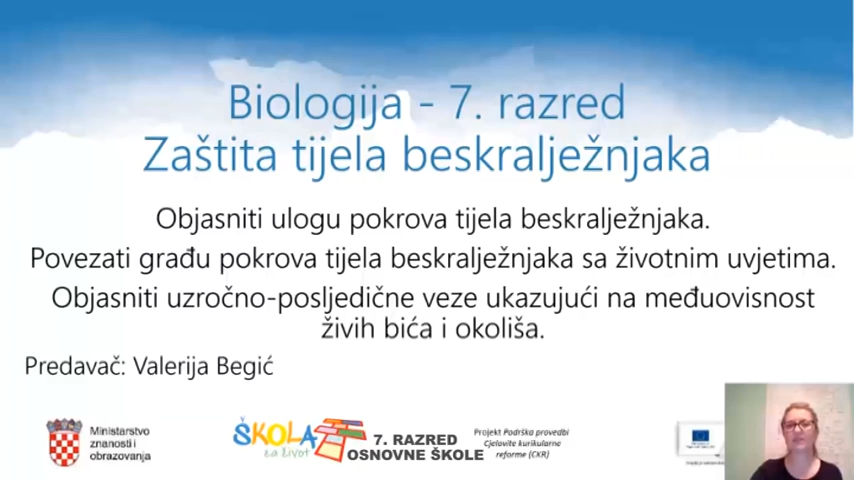 Biologija - 7. razred
Zaštita tijela beskralježnjaka
Objasniti ulogu pokrova tijela beskralježnjaka.
Povezati građu pokrova tijela beskralježnjaka sa životnim uvjetima.
Objasniti uzročno-posljedične veze ukazujući na međuovisnost
živih bića i okoliša.
Predavač: Valerija Begić
Ministarstvo
znanosti i
obrazovanja
ŠKOLA
za život
7. RAZRED
OSNOVNE ŠKOLE
Projekt Podrška provedbi
Cjelovite kurikularne
reforme (CKR)